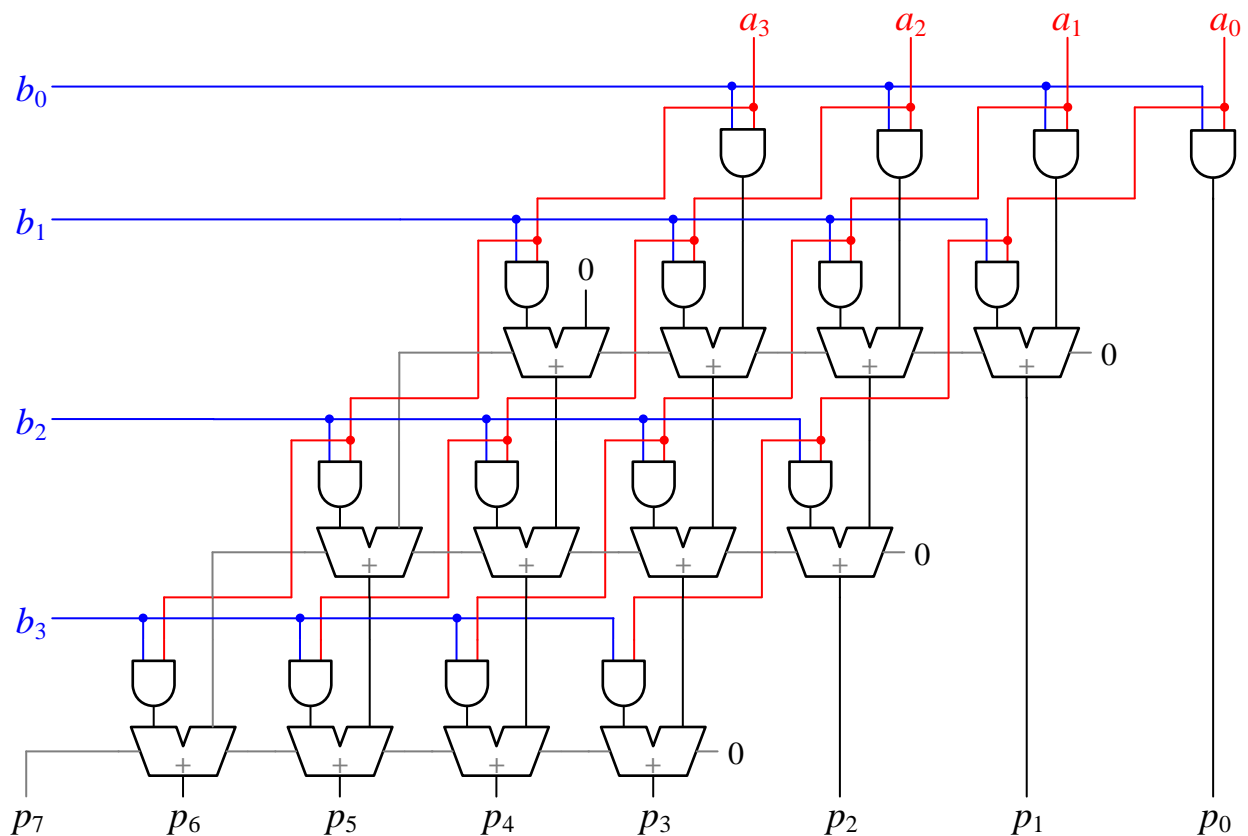 a₃ a₂ a₁ a₀
b₀
b₁
0
+ + + + 0
b₂
+ + + + 0
b₃
+ + + + 0
p₇ p₆ p₅ p₄ p₃ p₂ p₁ p₀